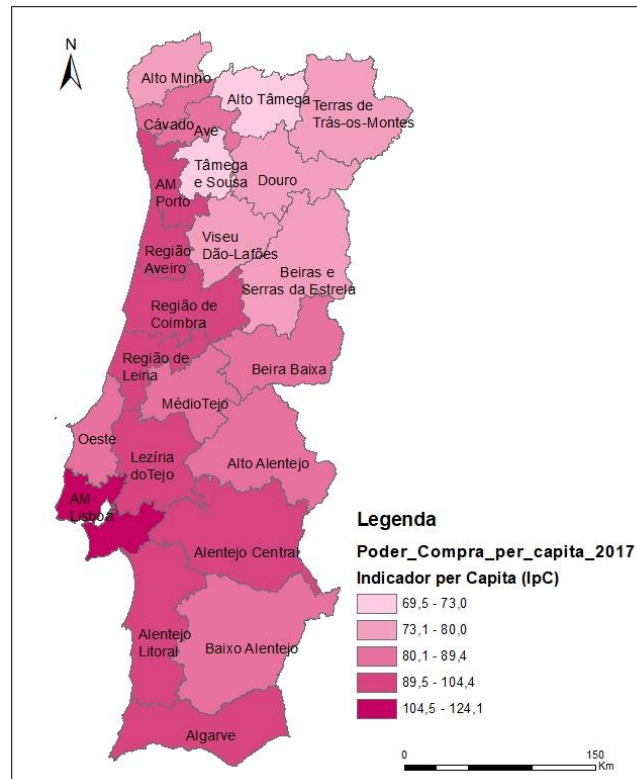 N
Alto Minho
Alto Tâmega
Terras de
Trás-os-Montes
Cávado
Ave
Tâmega
e Sousa
Douro
AM
Porto
Viseu
Dão-Lafões
Região
Aveiro
Beiras e
Serras da Estrela
Região de
Coimbra
Região de
Leiria
Beira Baixa
MédioTejo
Oeste
Lezíria
doTejo
Alto Alentejo
AM
Lisboa
Alentejo Central
Alentejo
Litoral
Baixo Alentejo
Algarve
Legenda
Poder_Compra_per_capita_2017
Indicador per Capita (IpC)
69,5 - 73,0
73,1 - 80,0
80,1 - 89,4
89,5 - 104,4
104,5 - 124,1
0 150
Km